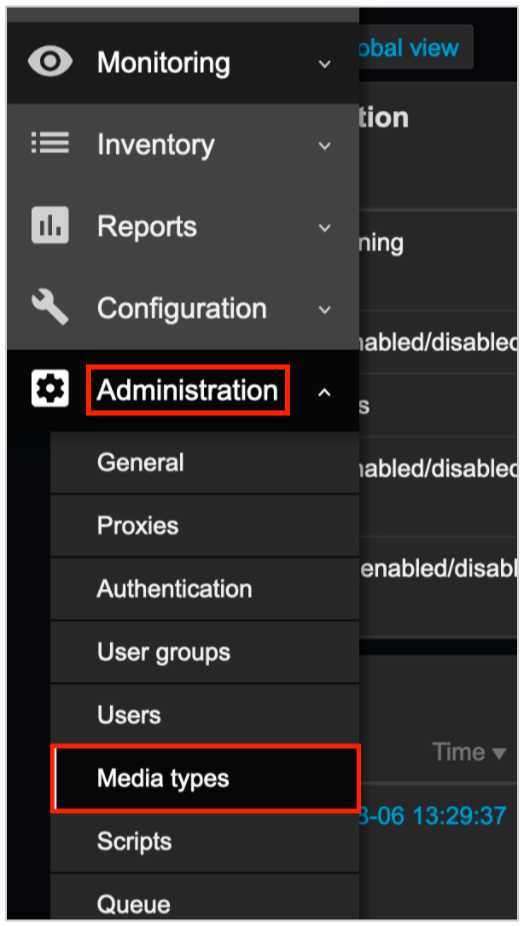 Monitoring
obal view
Inventory
tion
Reports
ning
Configuration
nabled/disabled
Administration
s
General
nabled/disabled
Proxies
Authentication
enabled/disabl
User groups
Users
Media types
Time ▼
Scripts
3-06 13:29:37
Queue